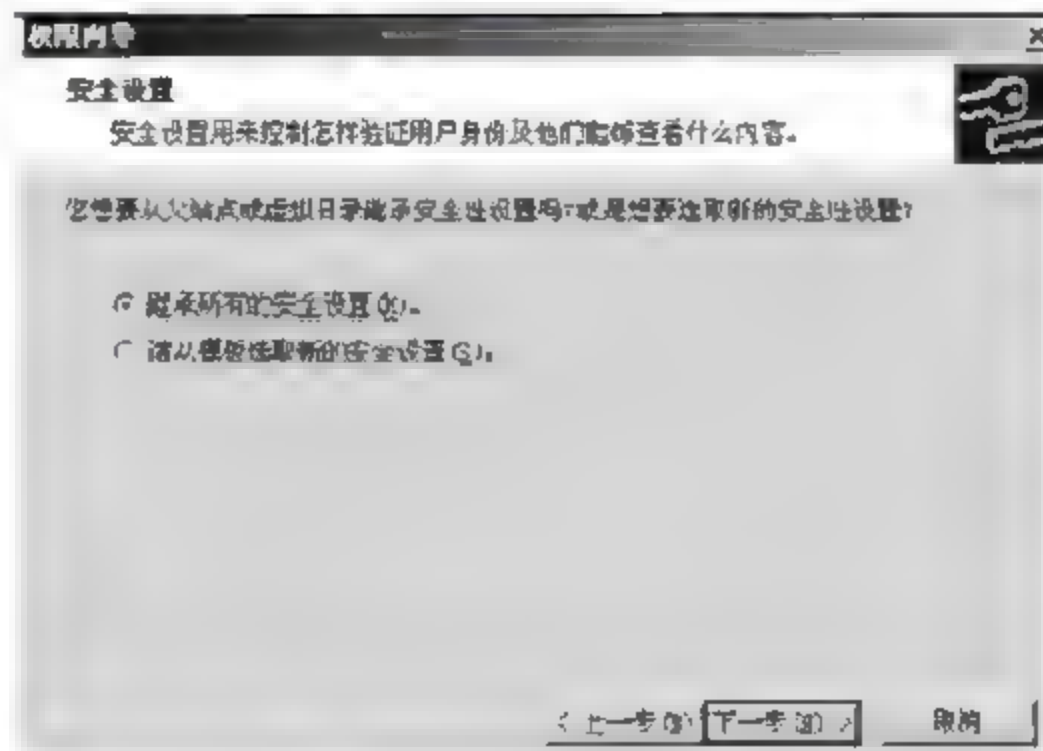 权限向导
安全设置
安全设置用来控制怎样验证用户身份及他们能够查看什么内容。
您想要从父站点或虚拟目录继承安全性设置吗?或是想要选取新的安全性设置?
继承所有的安全设置
请从模板选取新的安全设置(S)。
< 上一步(B)
下一步(N) >
取消